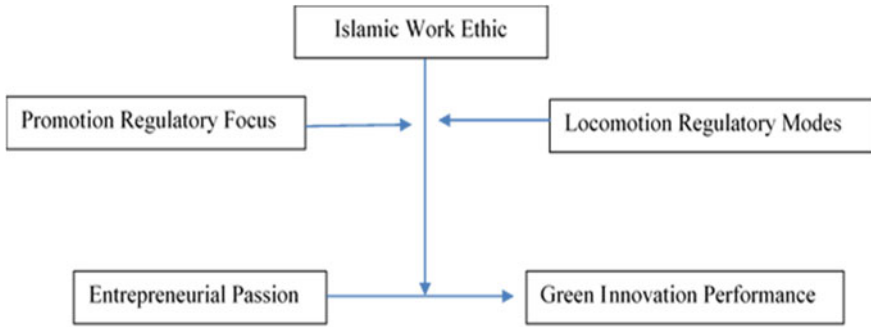 Islamic Work Ethic
Promotion Regulatory Focus
Locomotion Regulatory Modes
Entrepreneurial Passion
Green Innovation Performance